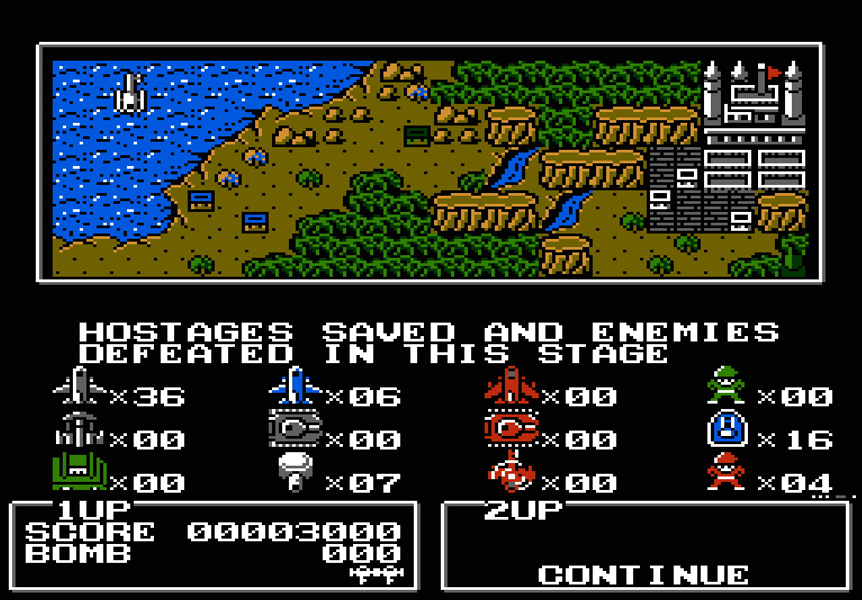 HOSTAGES SAVED AND ENEMIES
DEFEATED IN THIS STAGE
×36 ×06 ×00 ×00
×00 ×00 ×00 ×16
×00 ×07 ×00 ×04
1UP 2UP
SCORE 00003000
BOMB 000
CONTINUE